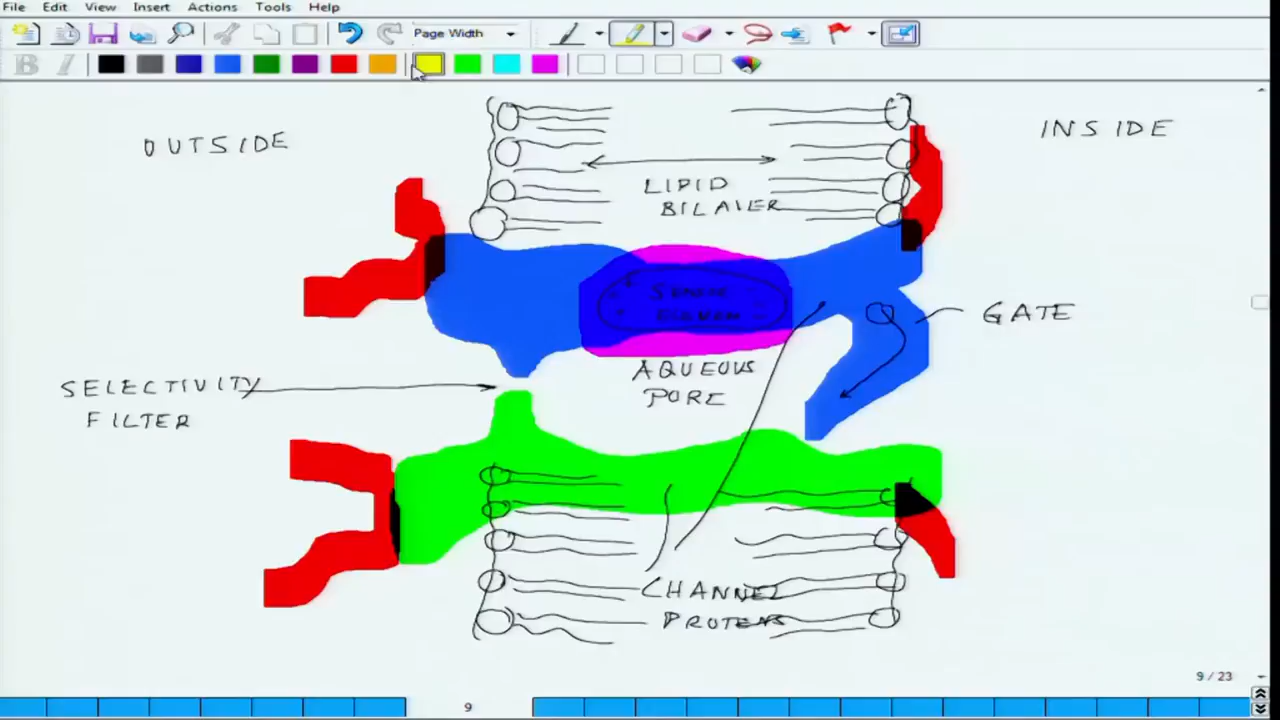 File Edit View Insert Actions Tools Help
Page Width
B I
OUTSIDE
INSIDE
LIPID
BILAYER
GATE
AQUEOUS
PORE
SELECTIVITY
FILTER
CHANNEL
PROTEINS
9 / 23
9